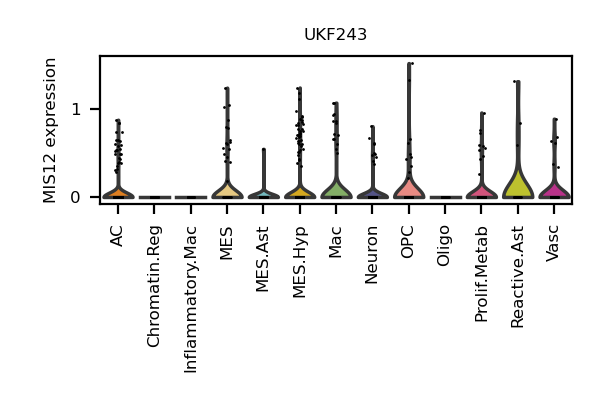 UKF243
MIS12 expression
1
0
AC
Chromatin.Reg
Inflammatory.Mac
MES
MES.Ast
MES.Hyp
Mac
Neuron
OPC
Oligo
Prolif.Metab
Reactive.Ast
Vasc